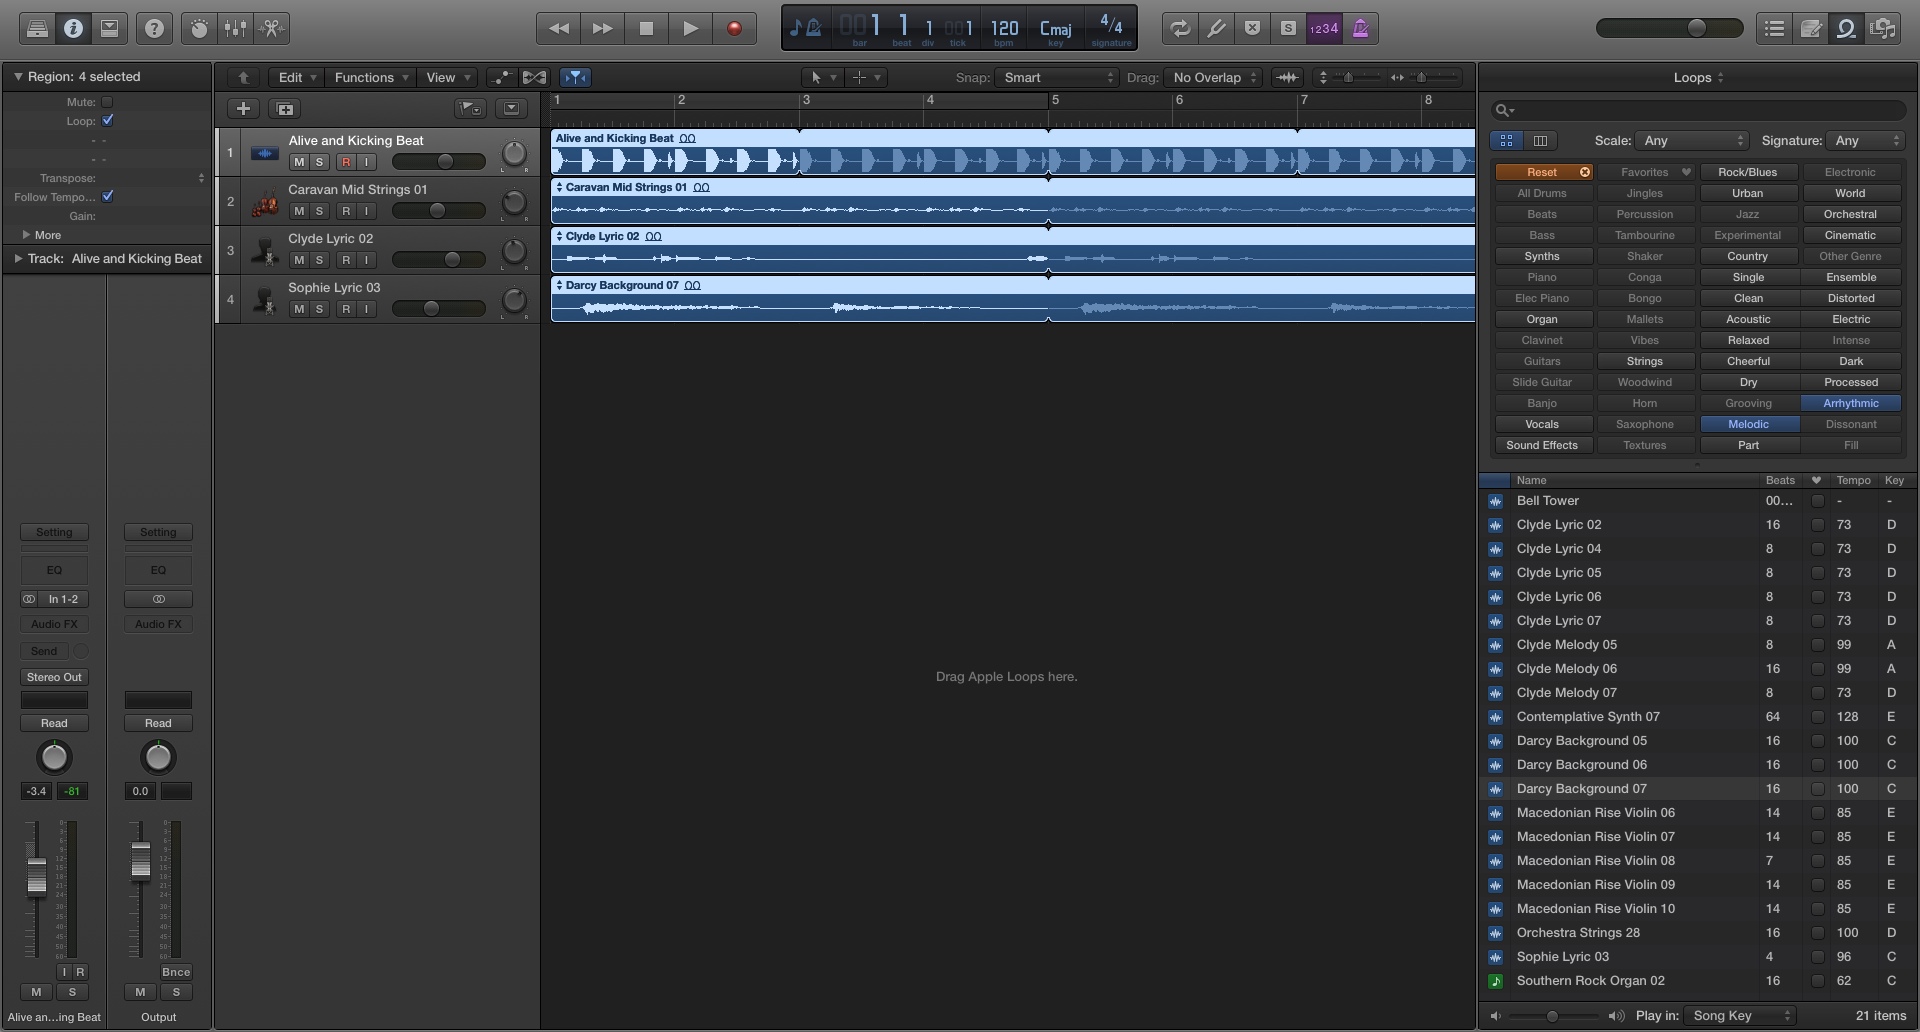 1234
001 1 1 001 120 Cmaj 4/4
bar beat div tick bpm key signature
Region: 4 selected
Edit Functions View Snap: Smart Drag: No Overlap
Loops
Mute:
Loop:
- -
- -
Transpose:
Follow Tempo...
Gain:
More
Track: Alive and Kicking Beat
1 2 3 4 5 6 7 8
1 Alive and Kicking Beat
M S R I
L R
Alive and Kicking Beat
2 Caravan Mid Strings 01
M S R I
L R
Caravan Mid Strings 01
3 Clyde Lyric 02
M S R I
L R
Clyde Lyric 02
4 Sophie Lyric 03
M S R I
L R
Darcy Background 07
Drag Apple Loops here.
Setting Setting
EQ EQ
In 1-2
Audio FX Audio FX
Send
Stereo Out
Read Read
-3.4 -81 0.0
I R Bnce
M S M S
Alive an...ing Beat Output
Scale: Any Signature: Any
Reset Favorites Rock/Blues Electronic
All Drums Jingles Urban World
Beats Percussion Jazz Orchestral
Bass Tambourine Experimental Cinematic
Synths Shaker Country Other Genre
Piano Conga Single Ensemble
Elec Piano Bongo Clean Distorted
Organ Mallets Acoustic Electric
Clavinet Vibes Relaxed Intense
Guitars Strings Cheerful Dark
Slide Guitar Woodwind Dry Processed
Banjo Horn Grooving Arrhythmic
Vocals Saxophone Melodic Dissonant
Sound Effects Textures Part Fill
Name Beats Tempo Key
Bell Tower 00... - -
Clyde Lyric 02 16 73 D
Clyde Lyric 04 8 73 D
Clyde Lyric 05 8 73 D
Clyde Lyric 06 8 73 D
Clyde Lyric 07 8 73 D
Clyde Melody 05 8 99 A
Clyde Melody 06 16 99 A
Clyde Melody 07 8 73 D
Contemplative Synth 07 64 128 E
Darcy Background 05 16 100 C
Darcy Background 06 16 100 C
Darcy Background 07 16 100 C
Macedonian Rise Violin 06 14 85 E
Macedonian Rise Violin 07 14 85 E
Macedonian Rise Violin 08 7 85 E
Macedonian Rise Violin 09 14 85 E
Macedonian Rise Violin 10 14 85 E
Orchestra Strings 28 16 100 D
Sophie Lyric 03 4 96 C
Southern Rock Organ 02 16 62 C
Play in: Song Key 21 items